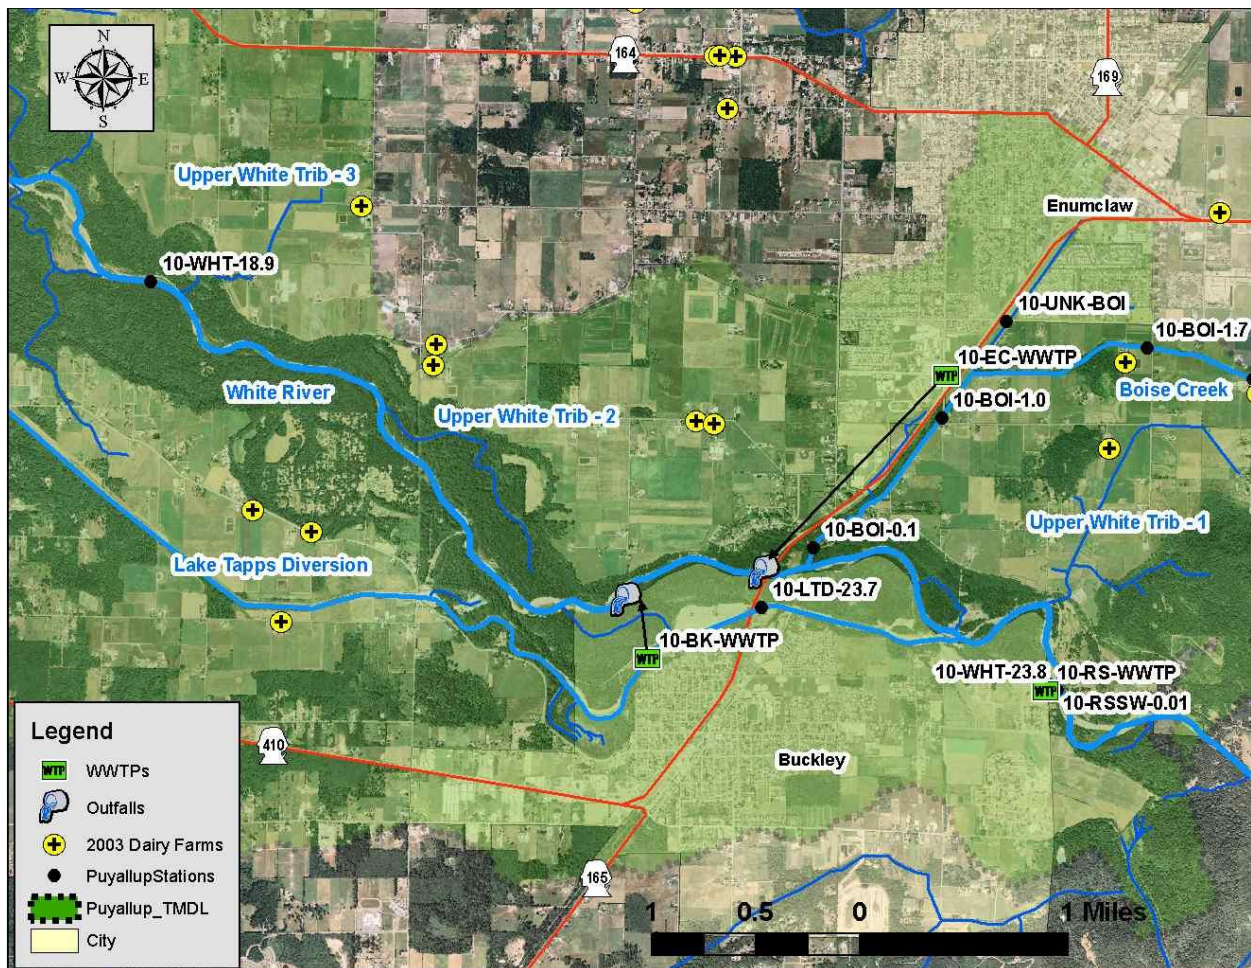 N
W E
S
164
169
Upper White Trib - 3
Enumclaw
10-WHT-18.9
10-UNK-BOI
10-BOI-1.7
10-EC-WWTP
WTP
White River
Boise Creek
10-BOI-1.0
Upper White Trib - 2
Upper White Trib - 1
10-BOI-0.1
Lake Tapps Diversion
10-LTD-23.7
10-BK-WWTP
WTP
10-WHT-23.8
10-RS-WWTP
WTP
10-RSSW-0.01
410
Buckley
165
Legend
WTP WWTPs
Outfalls
2003 Dairy Farms
PuyallupStations
Puyallup_TMDL
City
1 0.5 0 1 Miles